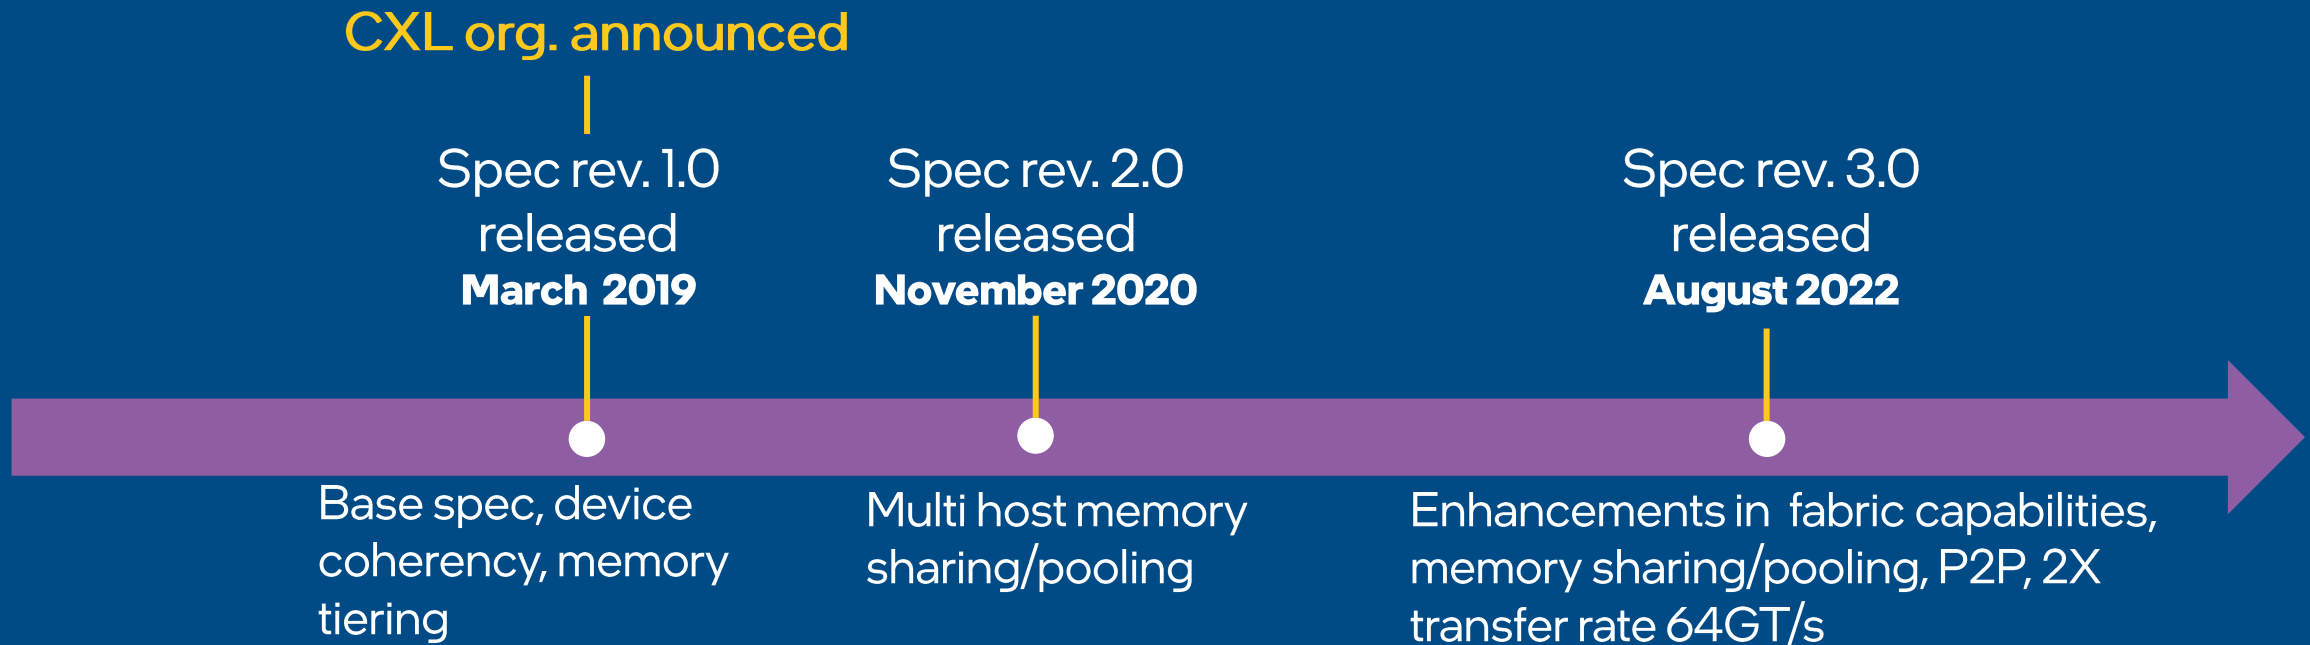 CXL org. announced
Spec rev. 1.0
released
March 2019
Spec rev. 2.0
released
November 2020
Spec rev. 3.0
released
August 2022
Base spec, device
coherency, memory
tiering
Multi host memory
sharing/pooling
Enhancements in fabric capabilities,
memory sharing/pooling, P2P, 2X
transfer rate 64GT/s